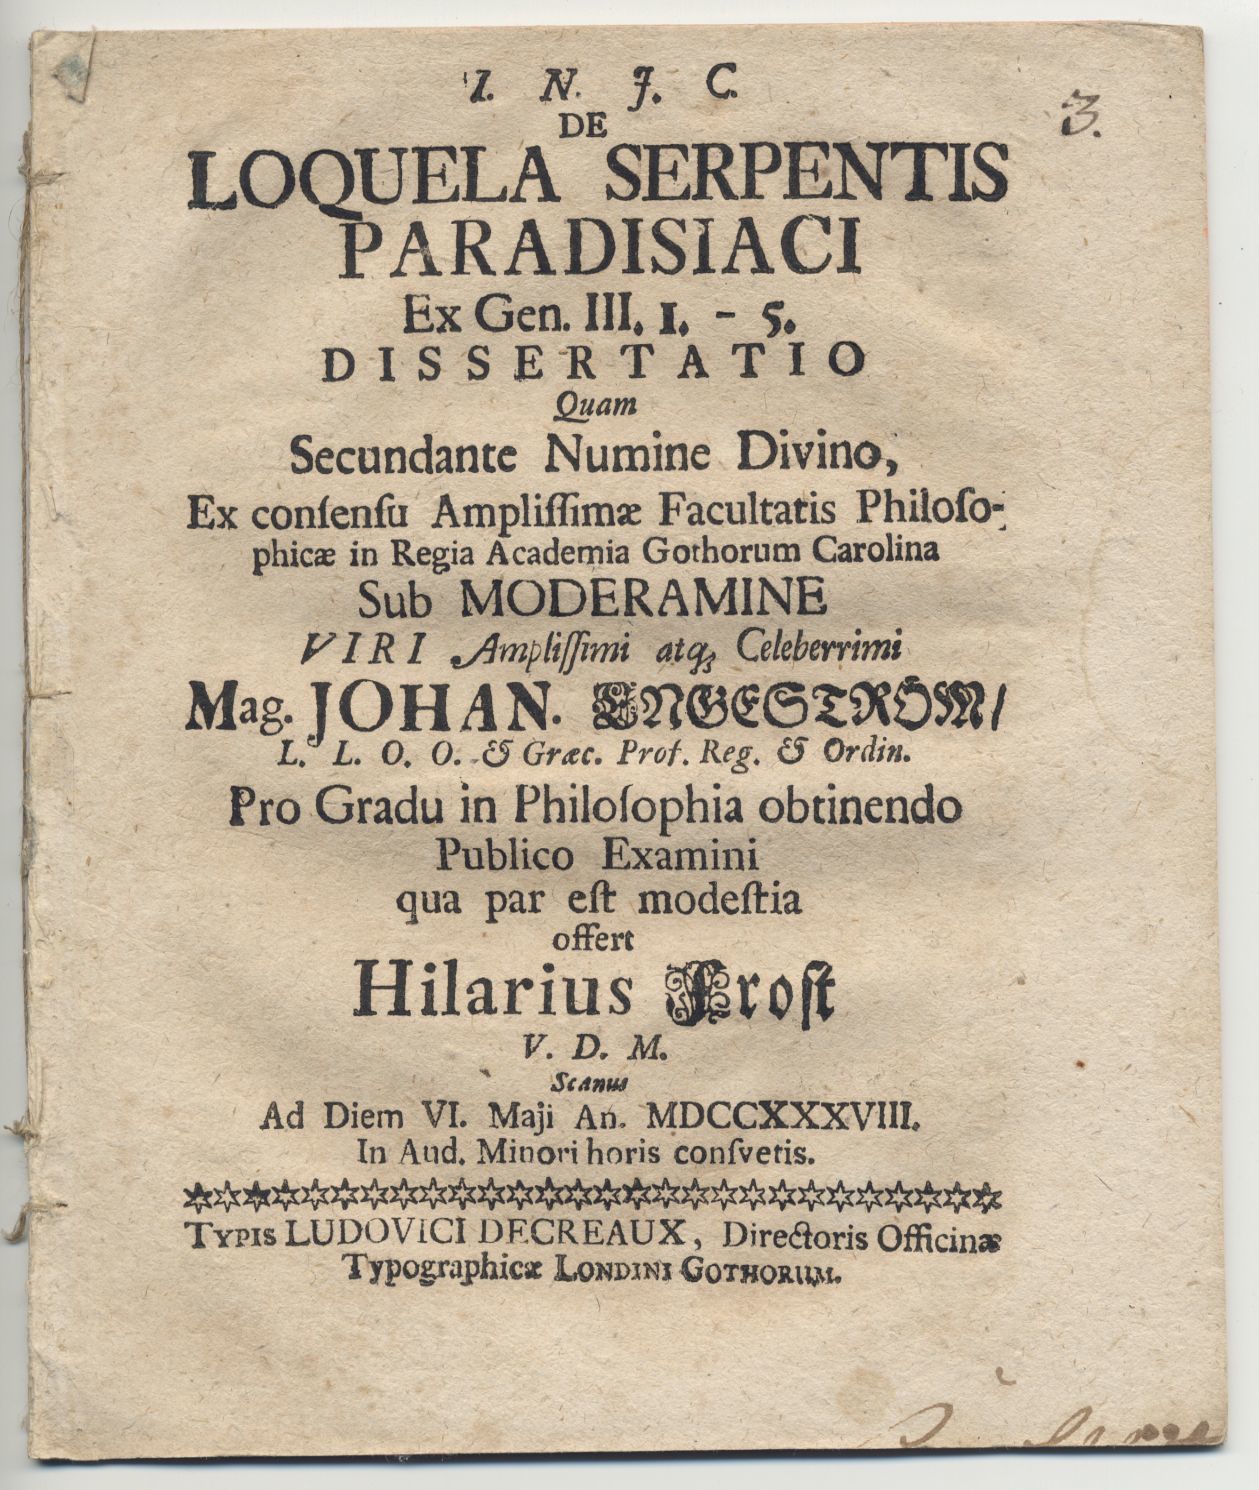 I. N. J. C.
3.
DE
LOQUELA SERPENTIS
PARADISIACI
Ex Gen. III. 1. - 5.
DISSERTATIO
Quam
Secundante Numine Divino,
Ex conſenſu Ampliſſimæ Facultatis Philoſo-
phicæ in Regia Academia Gothorum Carolina
Sub MODERAMINE
VIRI Ampliſſimi atq; Celeberrimi
Mag. JOHAN. ENGESTRÖM/
L. L. O. O. & Græc. Prof. Reg. & Ordin.
Pro Gradu in Philoſophia obtinendo
Publico Examini
qua par eſt modeſtia
offert
Hilarius Froſt
V. D. M.
Scanus
Ad Diem VI. Maji An. MDCCXXXVIII.
In Aud. Minori horis conſvetis.
TYPIS LUDOVICI DECREAUX, Directoris Officinæ
Typographicæ LONDINI GOTHORUM.